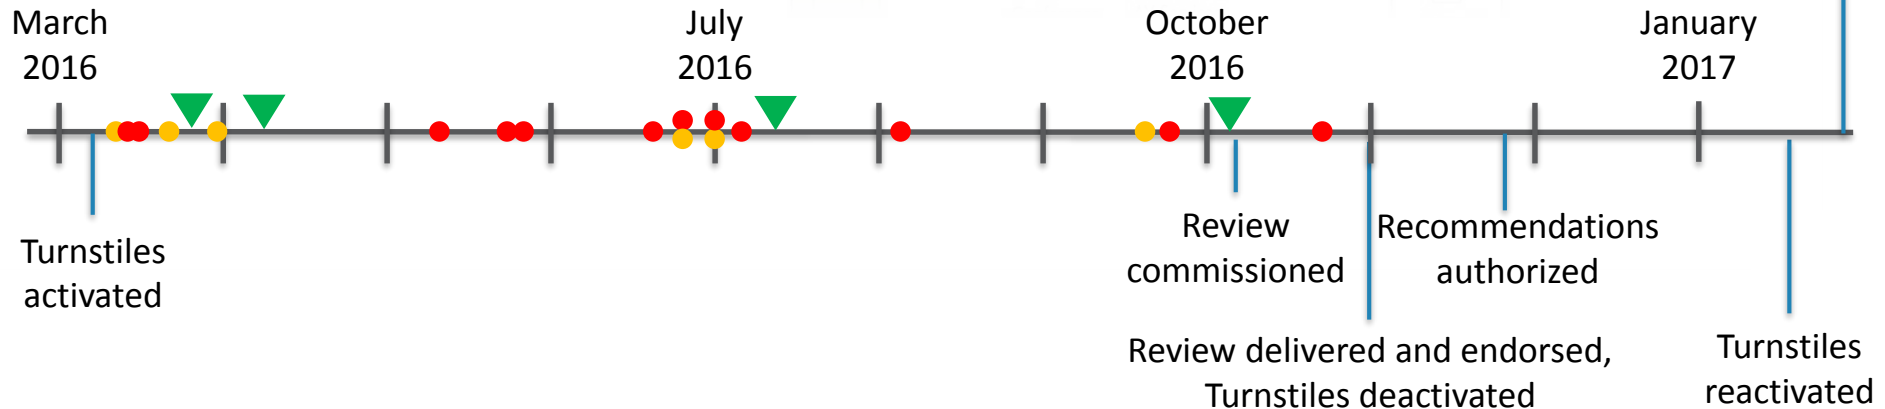 March
2016
July
2016
October
2016
January
2017
Turnstiles
activated
Review
commissioned
Recommendations
authorized
Review delivered and endorsed,
Turnstiles deactivated
Turnstiles
reactivated